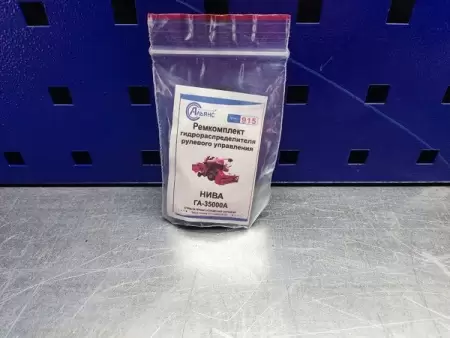 Альянс
915
Ремкомплект
гидрораспределителя
рулевого управления
НИВА
ГА-35000А